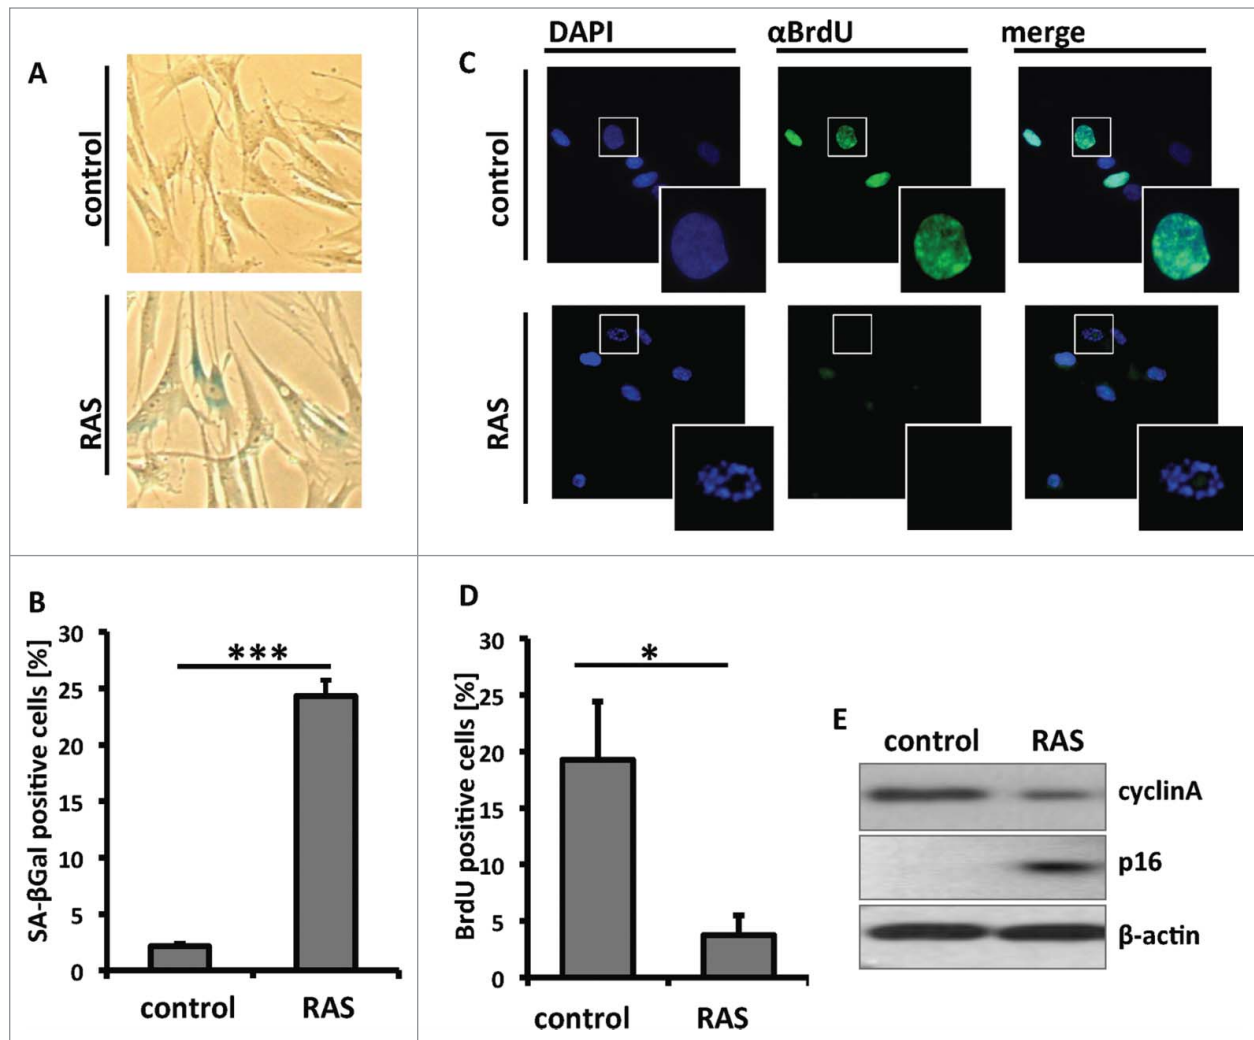 A
control
RAS
C
DAPI αBrdU merge
control
RAS
B
SA-βGal positive cells [%]
30
25
20
15
10
5
0
***
control RAS
D
BrdU positive cells [%]
30
25
20
15
10
5
0
*
control RAS
E
control RAS
cyclinA
p16
β-actin